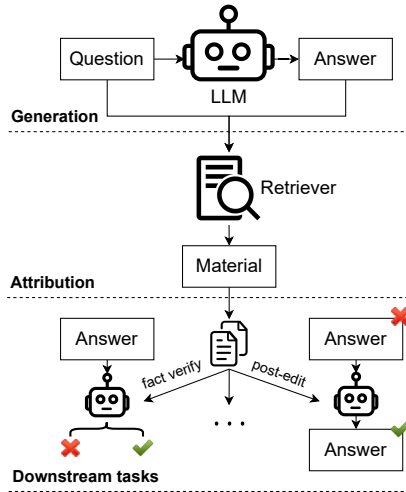 Question
Answer
LLM
Generation
Retriever
Material
Attribution
Answer
Answer
fact verify
post-edit
...
Answer
Downstream tasks